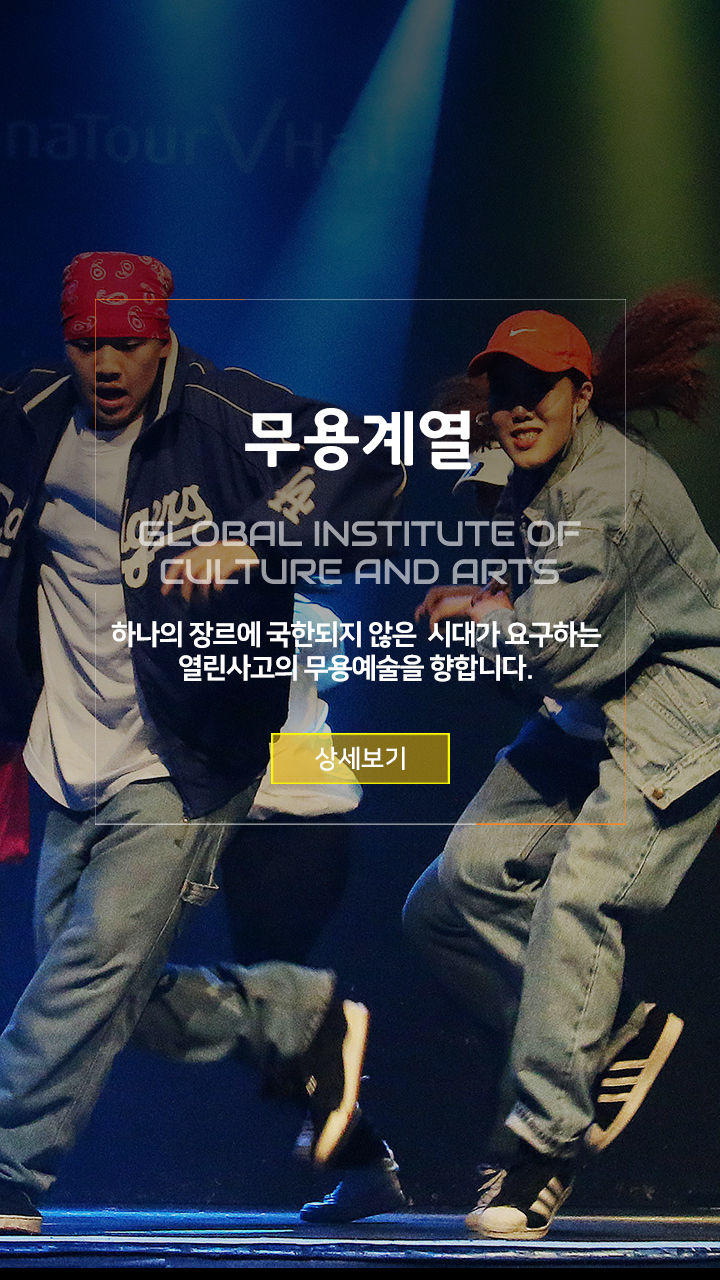 naTour V Hall
무용계열
GLOBAL INSTITUTE OF
CULTURE AND ARTS
하나의 장르에 국한되지 않은 시대가 요구하는
열린사고의 무용예술을 향합니다.
상세보기